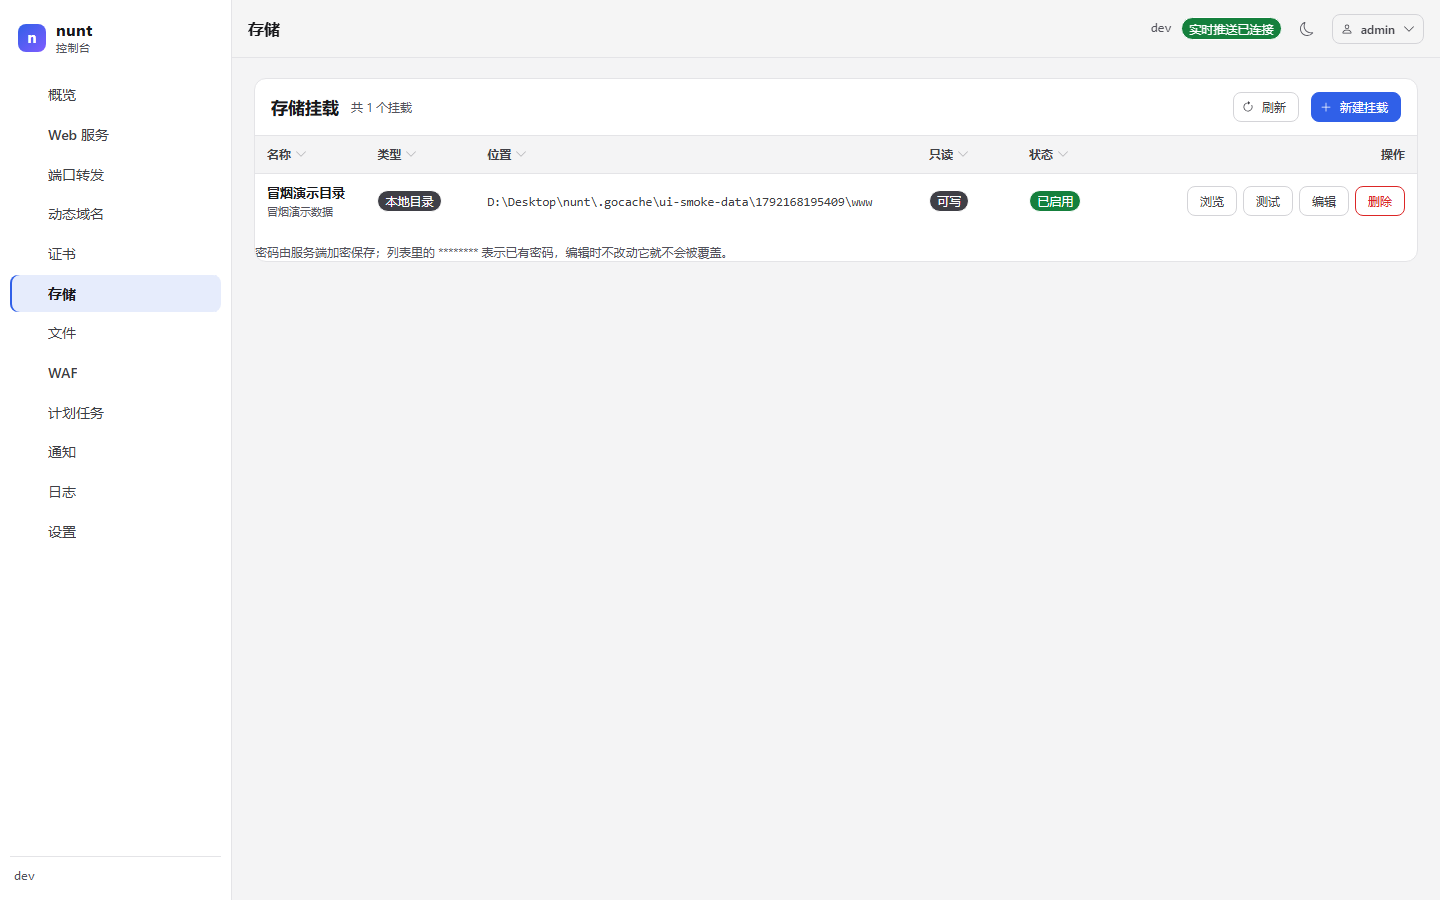 n
nunt
控制台
概览
Web 服务
端口转发
动态域名
证书
存储
文件
WAF
计划任务
通知
日志
设置
dev
存储
dev
实时推送已连接
admin
存储挂载
共 1 个挂载
刷新
新建挂载
名称
类型
位置
只读
状态
操作
冒烟演示目录
冒烟演示数据
本地目录
D:\Desktop\nunt\.gocache\ui-smoke-data\1792168195409\www
可写
已启用
浏览
测试
编辑
删除
密码由服务端加密保存；列表里的 ******** 表示已有密码，编辑时不改动它就不会被覆盖。